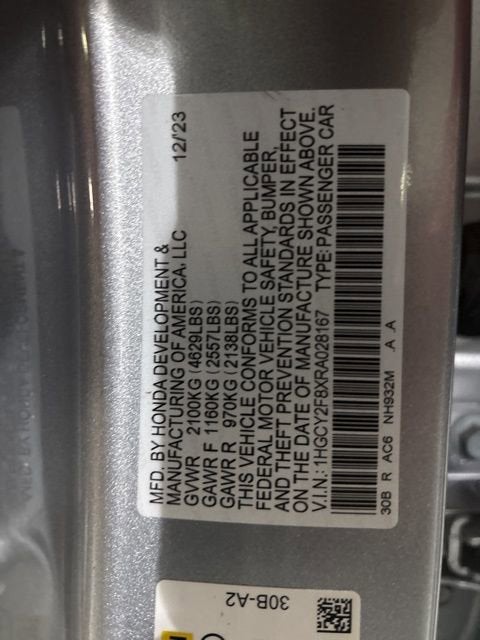 MFD. BY HONDA DEVELOPMENT &
MANUFACTURING OF AMERICA, LLC 12/23
GVWR 2100KG(4629LBS)
GAWR F 1160KG(2557LBS)
GAWR R 970KG(2138LBS)
THIS VEHICLE CONFORMS TO ALL APPLICABLE
FEDERAL MOTOR VEHICLE SAFETY, BUMPER,
AND THEFT PREVENTION STANDARDS IN EFFECT
ON THE DATE OF MANUFACTURE SHOWN ABOVE.
V.I.N.: 1HGCY2F8XRA028167 TYPE: PASSENGER CAR
30B R AC6 NH932M .A .A
30B-A2